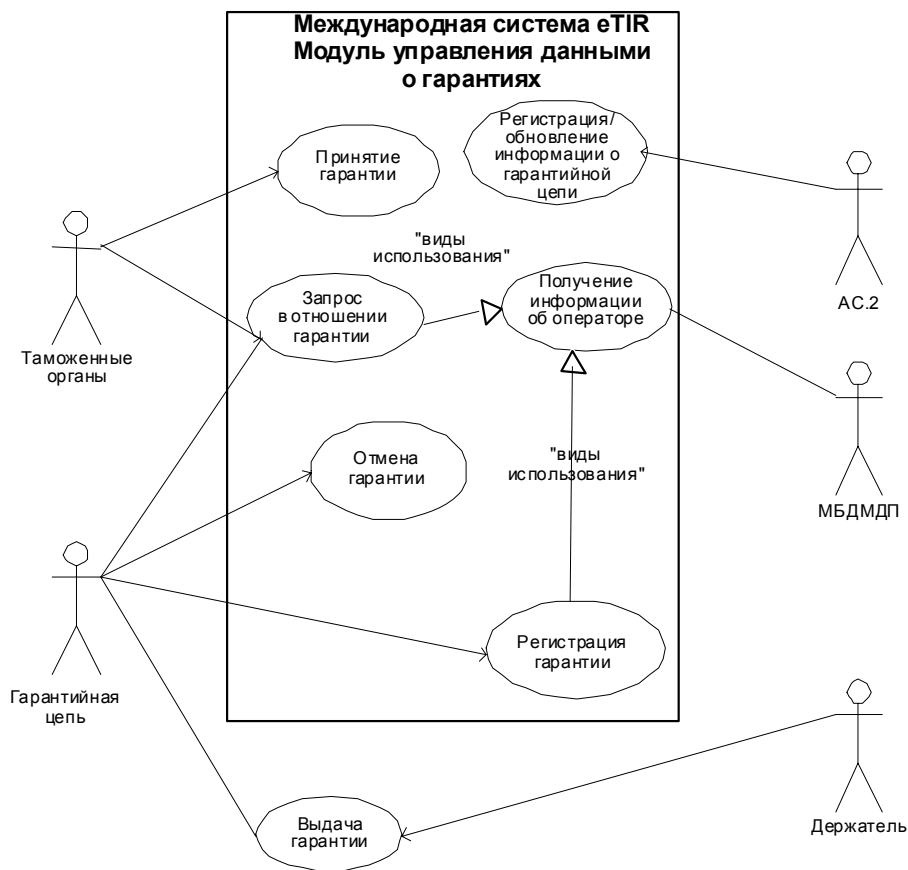 Международная система eTIR
Модуль управления данными
о гарантиях
Принятие
гарантии
Регистрация/
обновление
информации о
гарантийной
цепи
АС.2
Таможенные
органы
"виды
использования"
Запрос
в отношении
гарантии
Получение
информации
об операторе
МБДМДП
Отмена
гарантии
"виды
использования"
Гарантийная
цепь
Регистрация
гарантии
Выдача
гарантии
Держатель